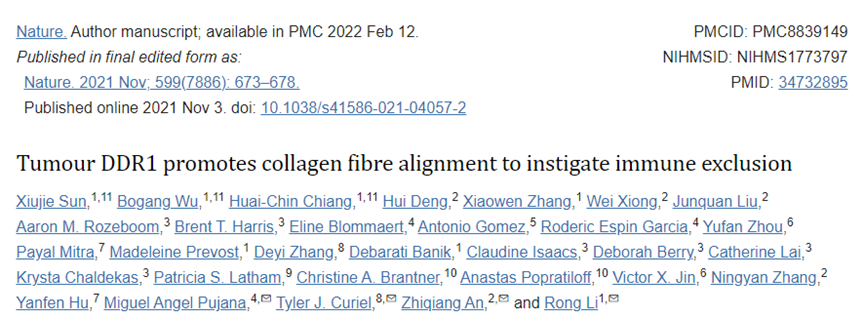 Nature. Author manuscript; available in PMC 2022 Feb 12.
PMCID: PMC8839149
Published in final edited form as:
NIHMSID: NIHMS1773797
Nature. 2021 Nov; 599(7886): 673–678.
PMID: 34732895
Published online 2021 Nov 3. doi: 10.1038/s41586-021-04057-2
Tumour DDR1 promotes collagen fibre alignment to instigate immune exclusion
Xiujie Sun,1,11 Bogang Wu,1,11 Huai-Chin Chiang,1,11 Hui Deng,2 Xiaowen Zhang,1 Wei Xiong,2 Junquan Liu,2
Aaron M. Rozeboom,3 Brent T. Harris,3 Eline Blommaert,4 Antonio Gomez,5 Roderic Espin Garcia,4 Yufan Zhou,6
Payal Mitra,7 Madeleine Prevost,1 Deyi Zhang,8 Debarati Banik,1 Claudine Isaacs,3 Deborah Berry,3 Catherine Lai,3
Krysta Chaldekas,3 Patricia S. Latham,9 Christine A. Brantner,10 Anastas Popratiloff,10 Victor X. Jin,6 Ningyan Zhang,2
Yanfen Hu,7 Miguel Angel Pujana,4,✉ Tyler J. Curiel,8,✉ Zhiqiang An,2,✉ and Rong Li1,✉